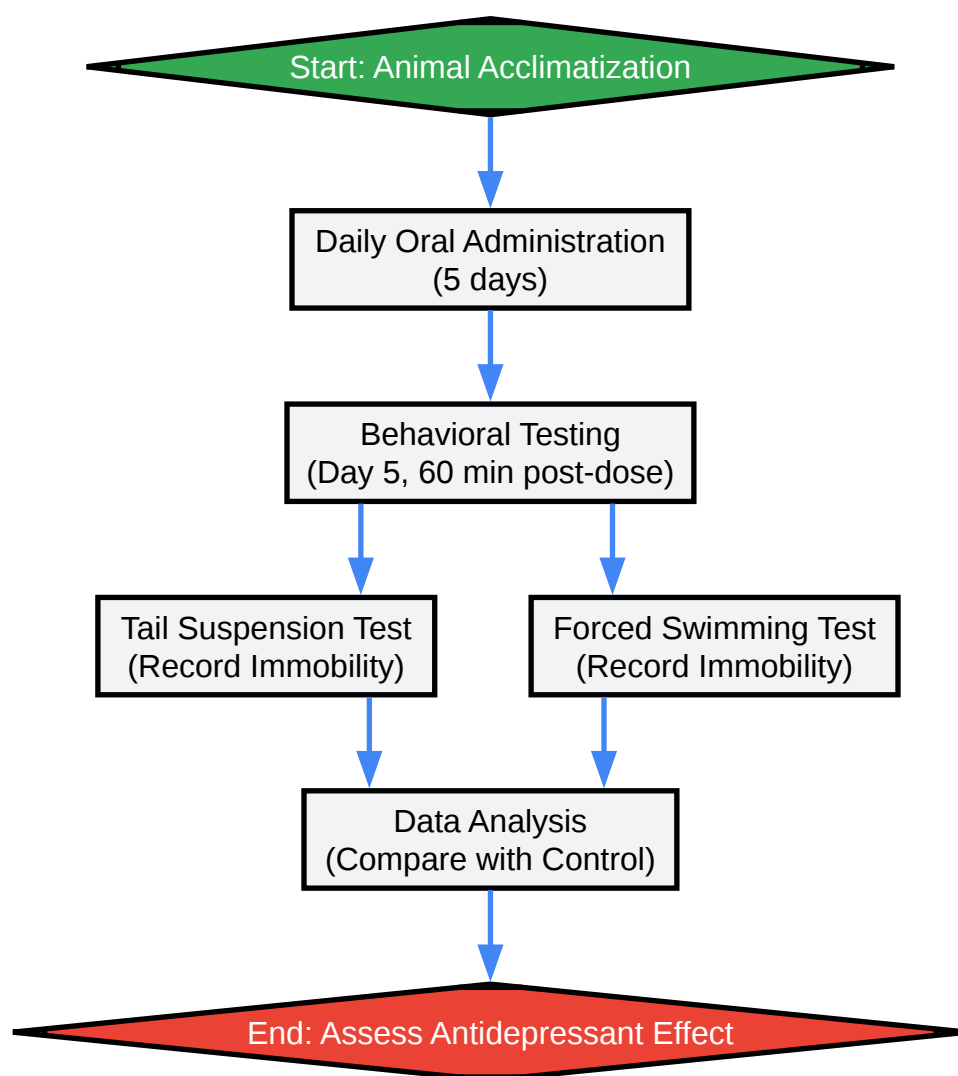 Start: Animal Acclimatization
Daily Oral Administration
(5 days)
Behavioral Testing
(Day 5, 60 min post-dose)
Tail Suspension Test
(Record Immobility)
Forced Swimming Test
(Record Immobility)
Data Analysis
(Compare with Control)
End: Assess Antidepressant Effect